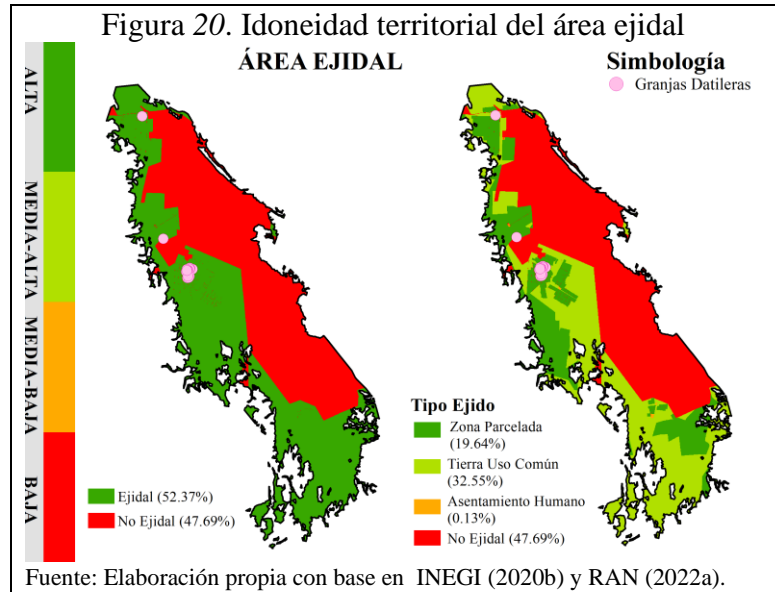 Figura 20. Idoneidad territorial del área ejidal
ÁREA EJIDAL
Simbología
Granjas Datileras
ALTA
MEDIA-ALTA
MEDIA-BAJA
BAJA
Ejidal (52.37%)
No Ejidal (47.69%)
Tipo Ejido
Zona Parcelada
(19.64%)
Tierra Uso Común
(32.55%)
Asentamiento Humano
(0.13%)
No Ejidal (47.69%)
Fuente: Elaboración propia con base en INEGI (2020b) y RAN (2022a).